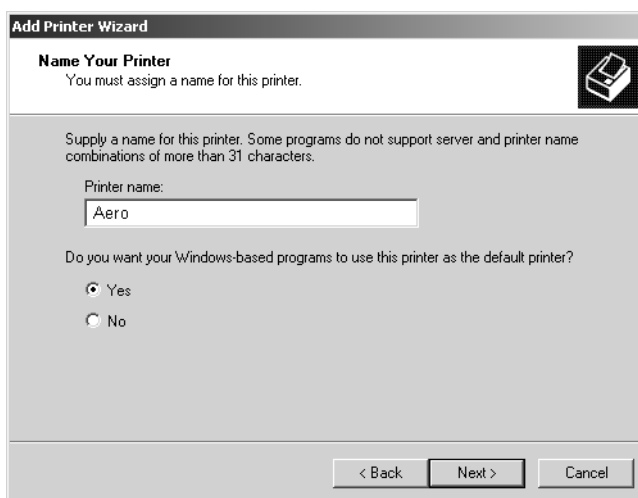 Add Printer Wizard
Name Your Printer
You must assign a name for this printer.
Supply a name for this printer. Some programs do not support server and printer name
combinations of more than 31 characters.
Printer name:
Aero
Do you want your Windows-based programs to use this printer as the default printer?
Yes
No
< Back
Next >
Cancel